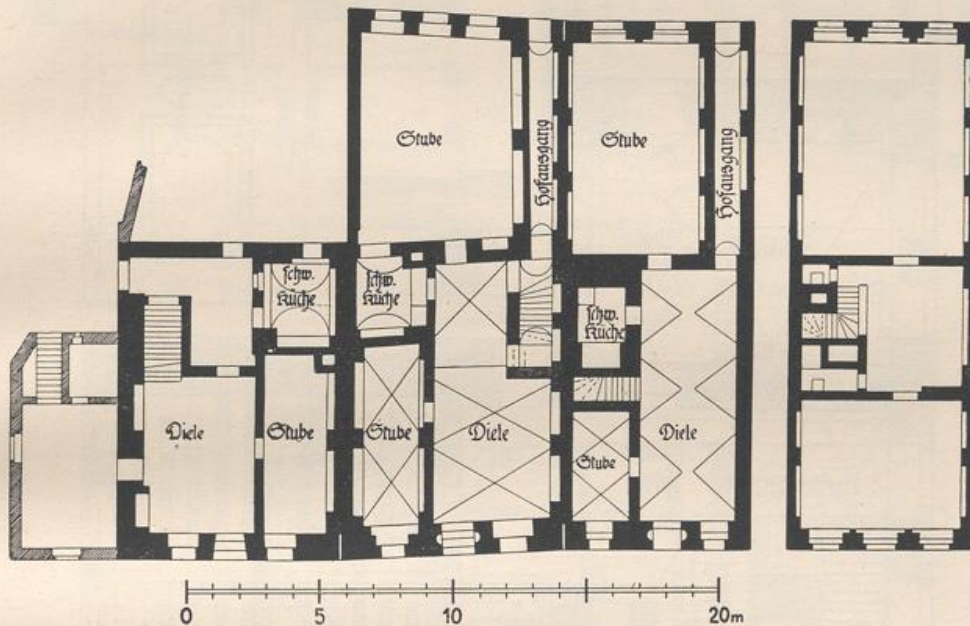 Stube
Hofausgang
Stube
Hofausgang
schw.
Küche
schw.
Küche
schw.
Küche
Diele
Stube
Stube
Diele
Stube
Diele
0 5 10 20m